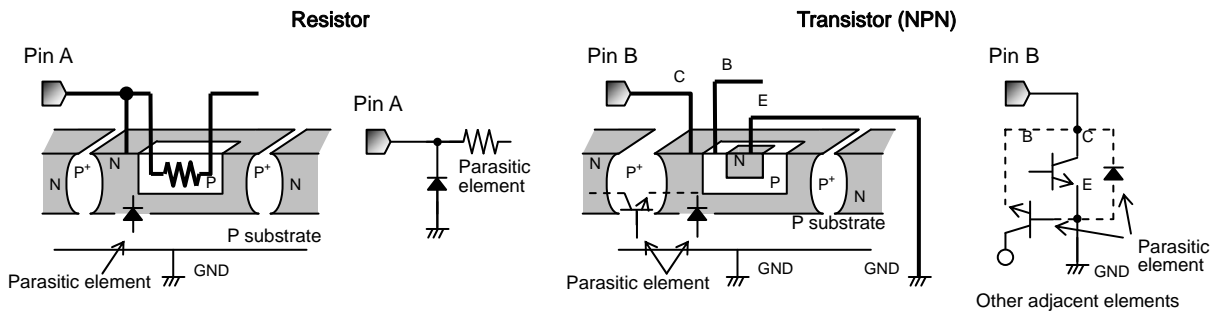 Resistor
Transistor (NPN)
Pin A
Pin B
Pin B
B
C
E
Pin A
N
P+
N
P
P+
N
Parasitic
element
N
P+
N
P
P+
N
B
C
E
P substrate
P substrate
Parasitic element
GND
Parasitic element
GND
GND
GND
Parasitic
element
Other adjacent elements